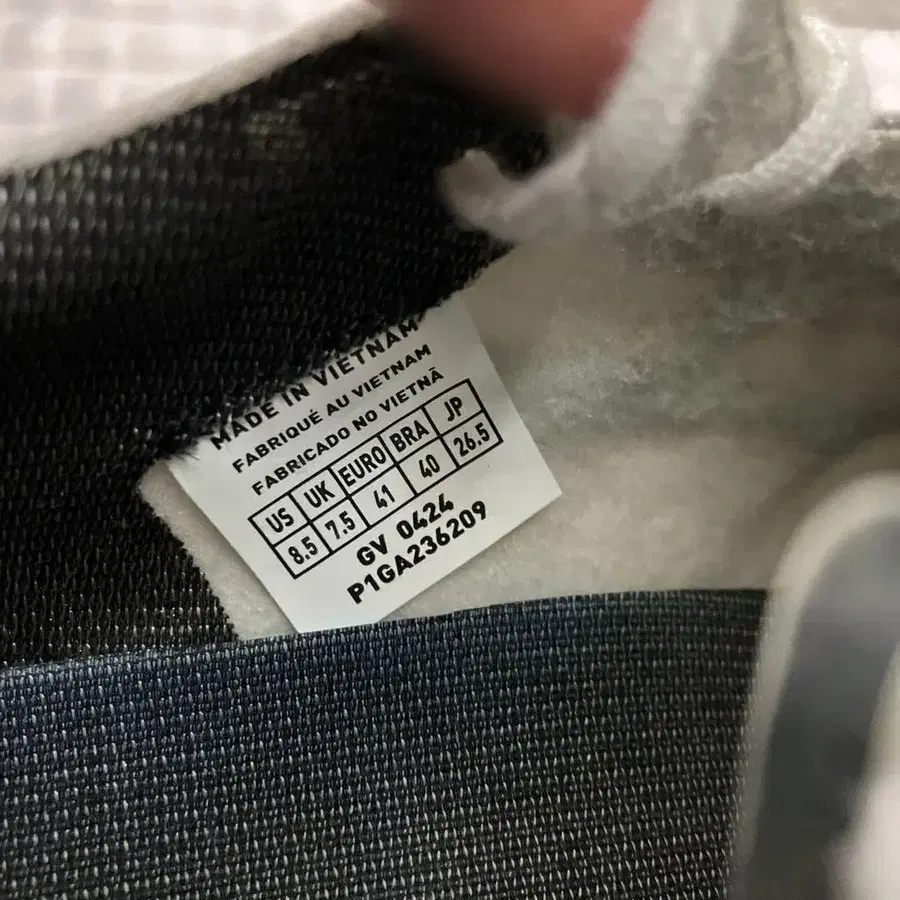 MADE IN VIETNAM
FABRIQUÉ AU VIETNAM
FABRICADO NO VIETNÃ
US UK EURO BRA JP
8.5 7.5 41 40 26.5
GV 0424
P1GA236209